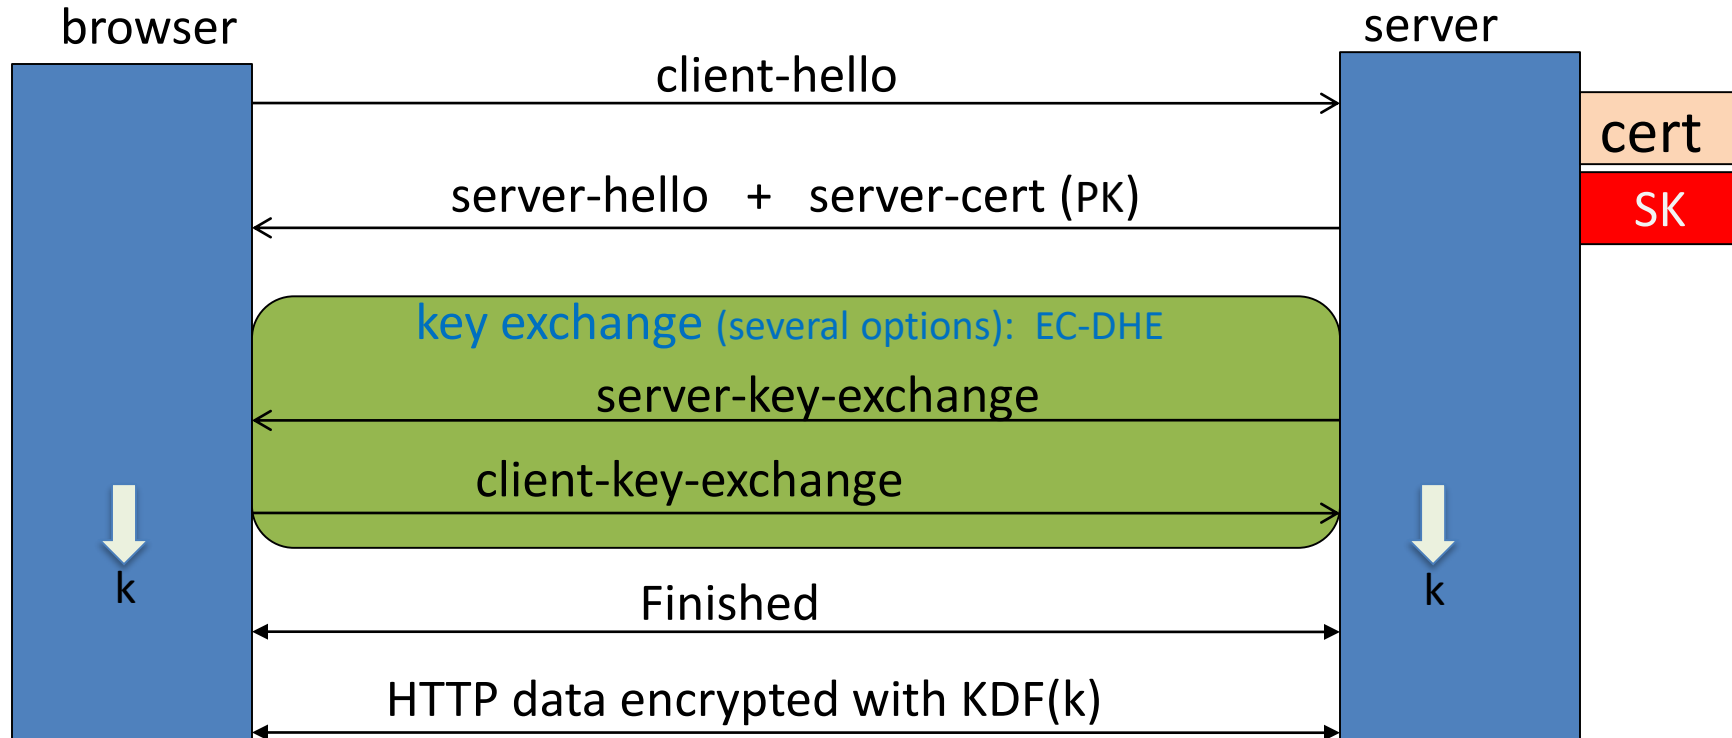 browser
server
client-hello
cert
server-hello + server-cert (PK)
SK
key exchange (several options): EC-DHE
server-key-exchange
client-key-exchange
k
k
Finished
HTTP data encrypted with KDF(k)